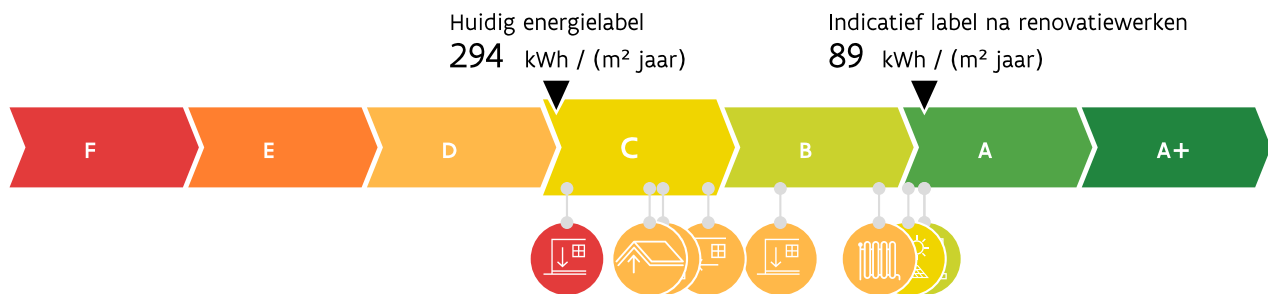 Huidig energielabel
294 kWh / (m² jaar)
Indicatief label na renovatiewerken
89 kWh / (m² jaar)
F E D C B A A+